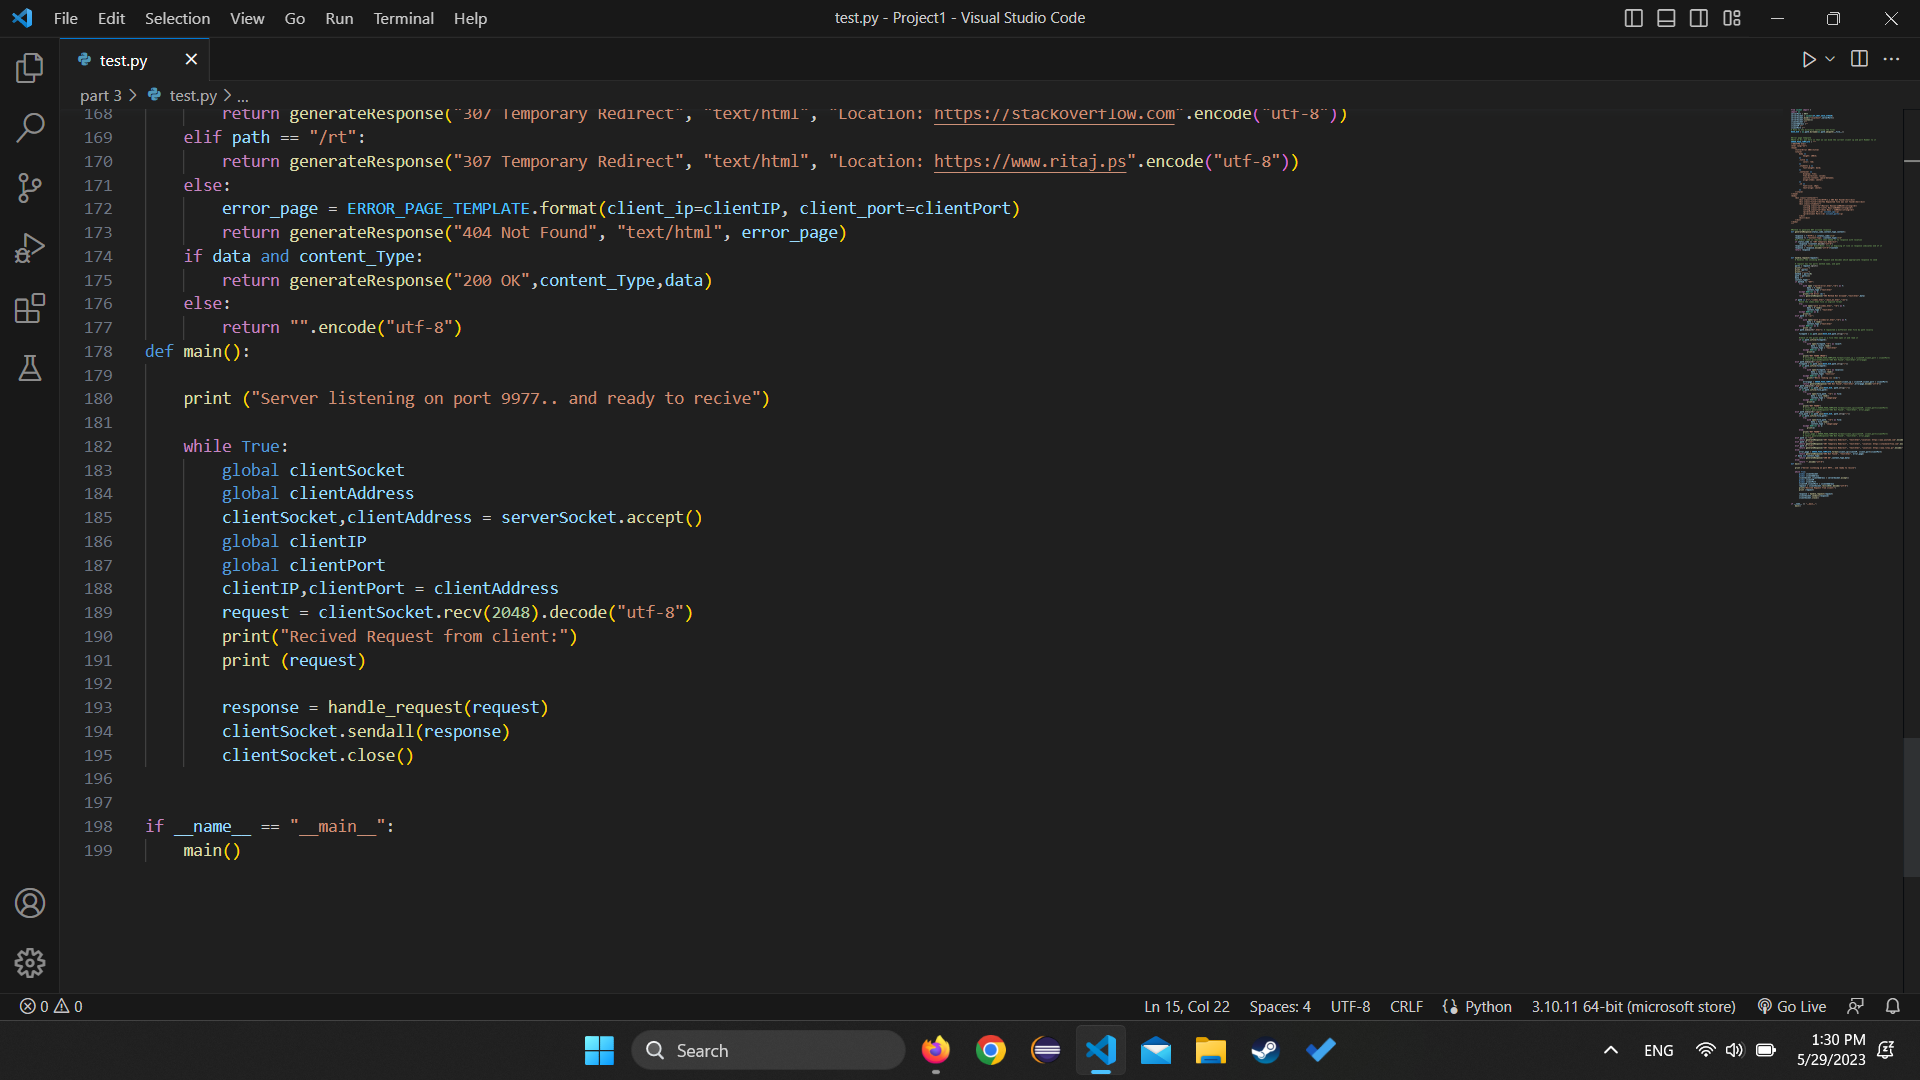 File Edit Selection View Go Run Terminal Help
test.py - Project1 - Visual Studio Code
test.py
part 3 > test.py > ...
168 return generateResponse("307 Temporary Redirect", "text/html", "Location: https://stackoverflow.com".encode("utf-8"))
169 elif path == "/rt":
170 return generateResponse("307 Temporary Redirect", "text/html", "Location: https://www.ritaj.ps".encode("utf-8"))
171 else:
172 error_page = ERROR_PAGE_TEMPLATE.format(client_ip=clientIP, client_port=clientPort)
173 return generateResponse("404 Not Found", "text/html", error_page)
174 if data and content_Type:
175 return generateResponse("200 OK",content_Type,data)
176 else:
177 return "".encode("utf-8")
178 def main():
179
180 print ("Server listening on port 9977.. and ready to recive")
181
182 while True:
183 global clientSocket
184 global clientAddress
185 clientSocket,clientAddress = serverSocket.accept()
186 global clientIP
187 global clientPort
188 clientIP,clientPort = clientAddress
189 request = clientSocket.recv(2048).decode("utf-8")
190 print("Recived Request from client:")
191 print (request)
192
193 response = handle_request(request)
194 clientSocket.sendall(response)
195 clientSocket.close()
196
197
198 if __name__ == "__main__":
199 main()
0 0 Ln 15, Col 22 Spaces: 4 UTF-8 CRLF Python 3.10.11 64-bit (microsoft store) Go Live
Search
ENG
1:30 PM
5/29/2023